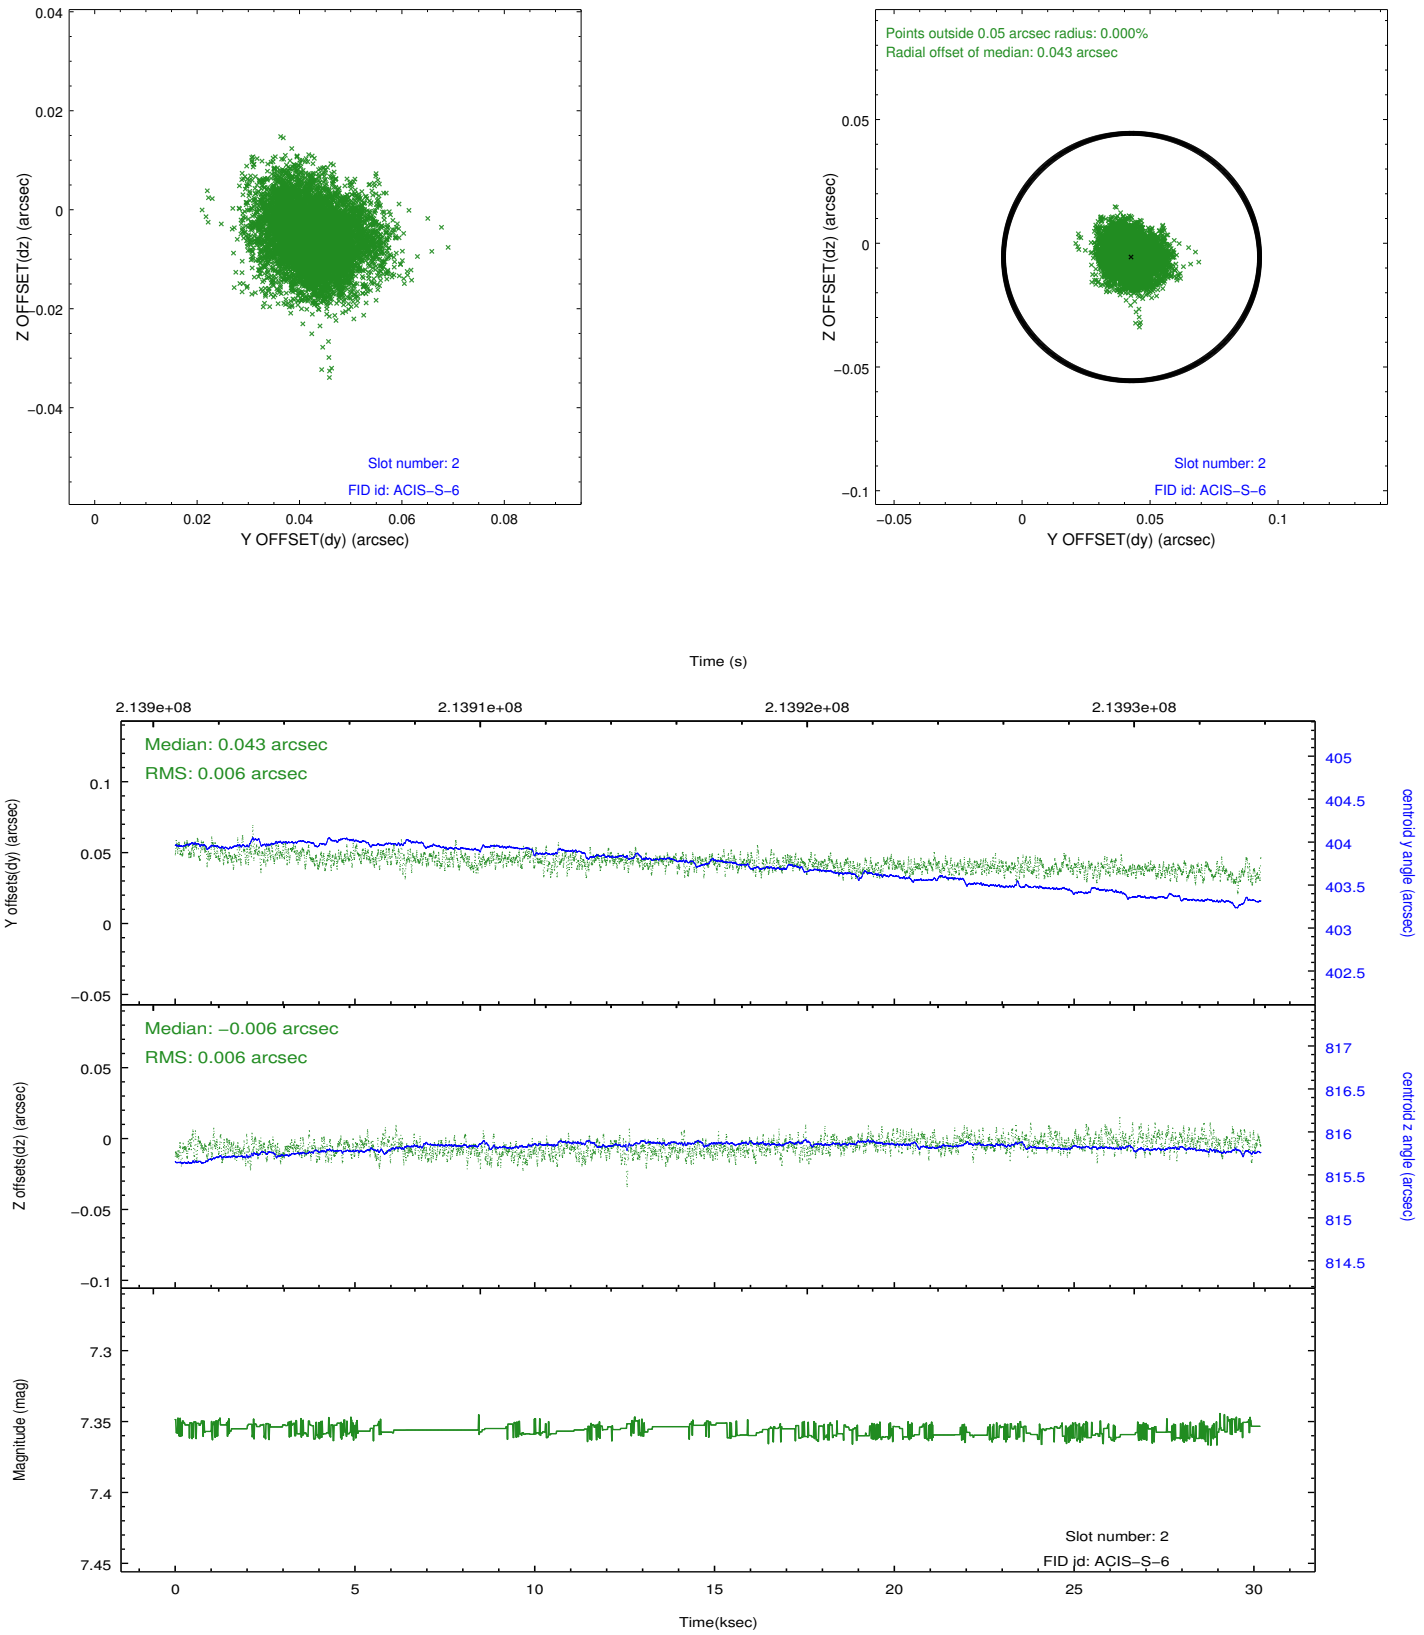 0.04
0.02
0
−0.02
−0.04
Z OFFSET(dz) (arcsec)
Slot number: 2
FID id: ACIS−S−6
0 0.02 0.04 0.06 0.08
Y OFFSET(dy) (arcsec)
Points outside 0.05 arcsec radius: 0.000%
Radial offset of median: 0.043 arcsec
0.05
0
−0.05
−0.1
Z OFFSET(dz) (arcsec)
Slot number: 2
FID id: ACIS−S−6
−0.05 0 0.05 0.1
Y OFFSET(dy) (arcsec)
Time (s)
2.139e+08 2.1391e+08 2.1392e+08 2.1393e+08
Median: 0.043 arcsec
RMS: 0.006 arcsec
0.1
0.05
0
−0.05
Y offsets(dy) (arcsec)
405
404.5
404
403.5
403
402.5
centroid y angle (arcsec)
Median: −0.006 arcsec
RMS: 0.006 arcsec
0.05
0
−0.05
−0.1
Z offsets(dz) (arcsec)
817
816.5
816
815.5
815
814.5
centroid z angle (arcsec)
7.3
7.35
7.4
7.45
Magnitude (mag)
Slot number: 2
FID id: ACIS−S−6
0 5 10 15 20 25 30
Time(ksec)